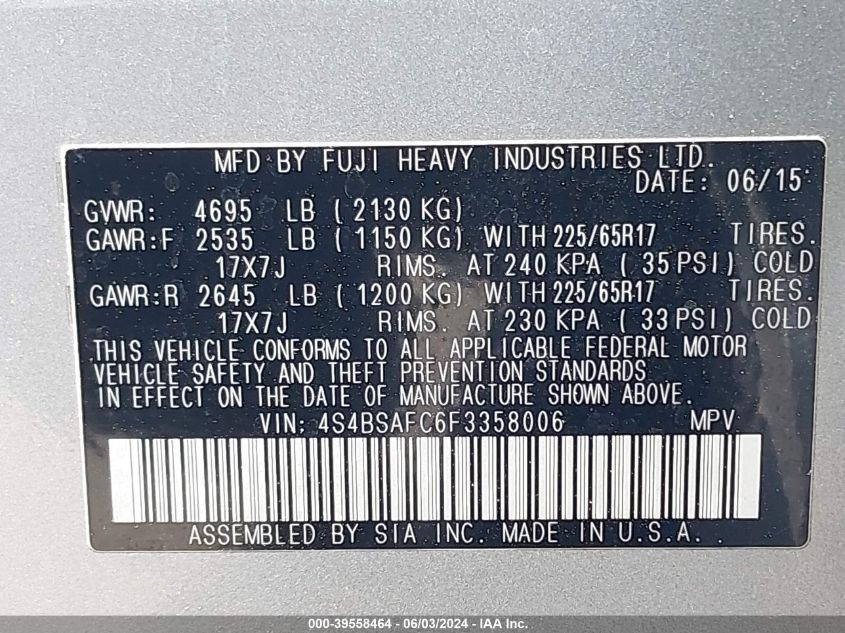 MFD BY FUJI HEAVY INDUSTRIES LTD.
DATE: 06/15
GVWR: 4695 LB ( 2130 KG)
GAWR:F 2535 LB ( 1150 KG) WITH 225/65R17 TIRES.
17X7J RIMS. AT 240 KPA ( 35 PSI) COLD
GAWR:R 2645 LB ( 1200 KG) WITH 225/65R17 TIRES.
17X7J RIMS. AT 230 KPA ( 33 PSI) COLD
THIS VEHICLE CONFORMS TO ALL APPLICABLE FEDERAL MOTOR
VEHICLE SAFETY AND THEFT PREVENTION STANDARDS
IN EFFECT ON THE DATE OF MANUFACTURE SHOWN ABOVE.
VIN: 4S4BSAFC6F3358006 MPV
ASSEMBLED BY SIA INC. MADE IN U.S.A.
000-39558464 - 06/03/2024 - IAAI.com